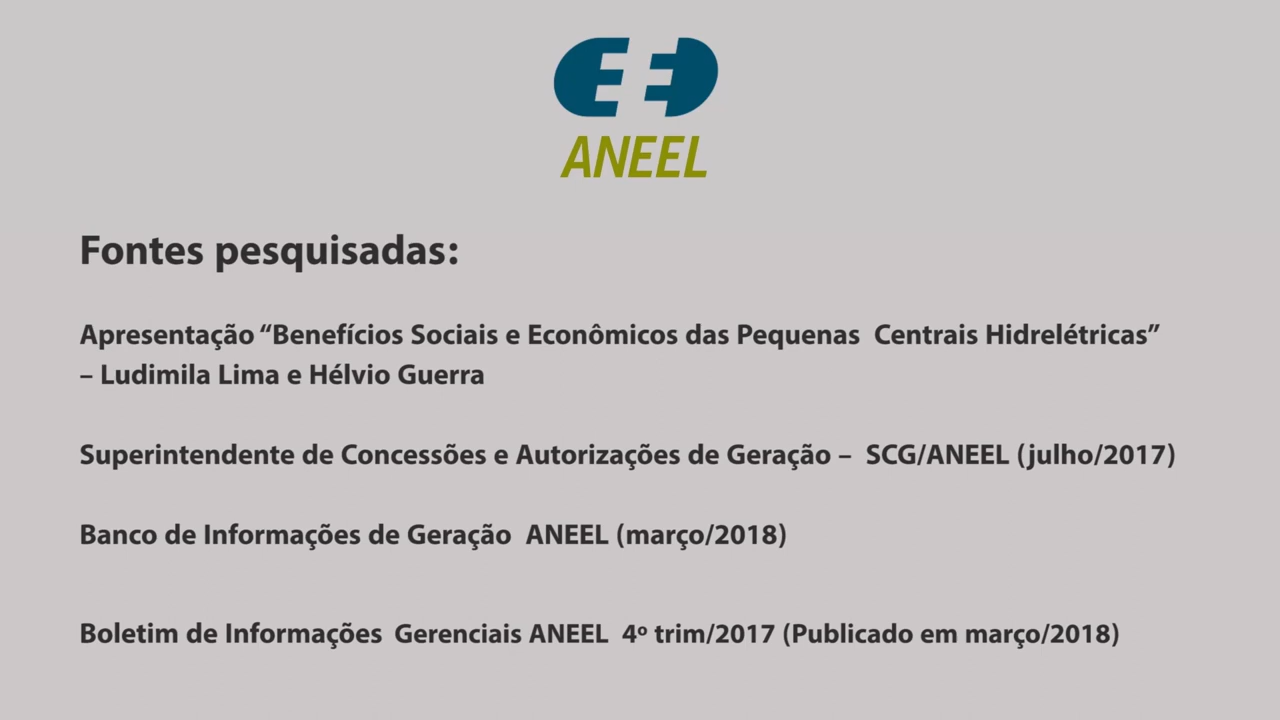 ANEEL
Fontes pesquisadas:
Apresentação “Benefícios Sociais e Econômicos das Pequenas Centrais Hidrelétricas”
– Ludimila Lima e Hélvio Guerra
Superintendente de Concessões e Autorizações de Geração – SCG/ANEEL (julho/2017)
Banco de Informações de Geração ANEEL (março/2018)
Boletim de Informações Gerenciais ANEEL 4º trim/2017 (Publicado em março/2018)